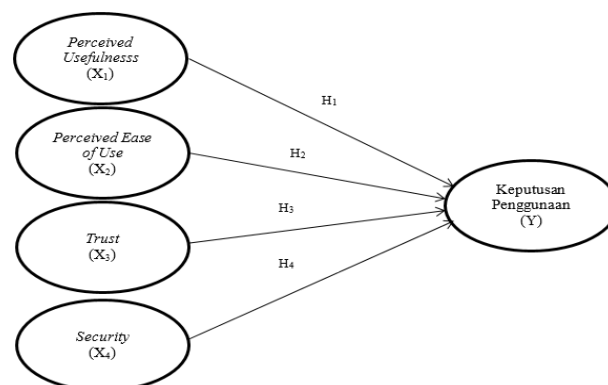 Perceived
Usefulnesss
(X₁)
H₁
Perceived Ease
of Use
(X₂)
H₂
Keputusan
Penggunaan
(Y)
H₃
Trust
(X₃)
H₄
Security
(X₄)